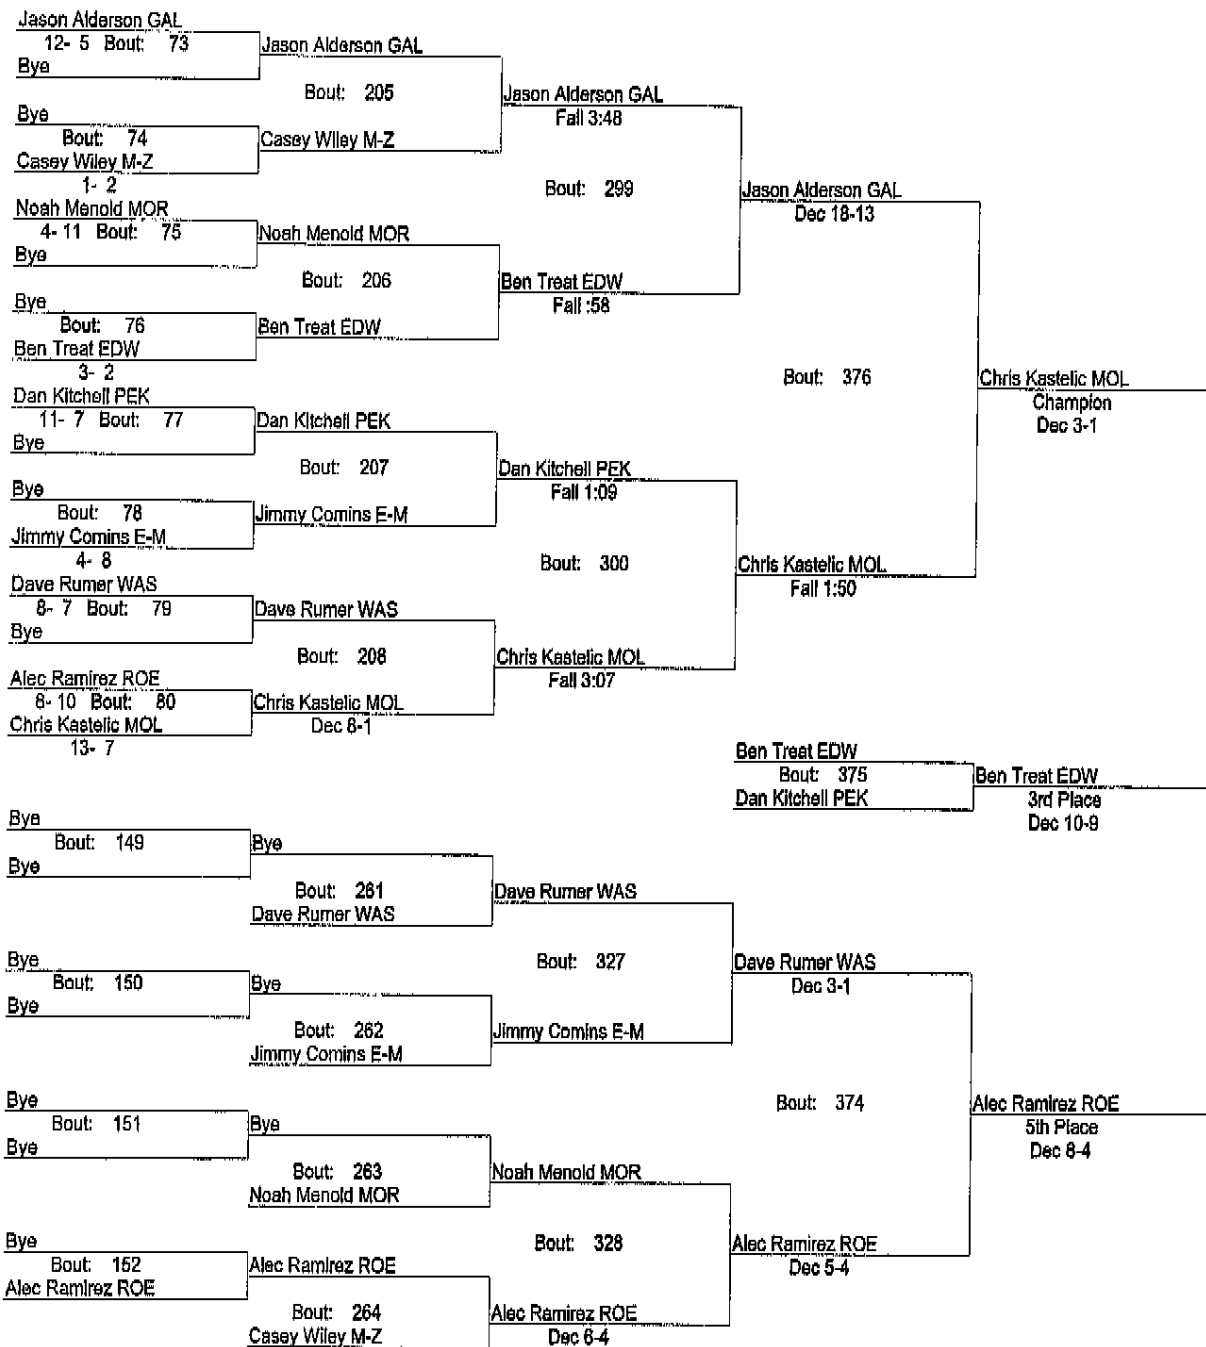 Jason Alderson GAL
12- 5 Bout: 73
Bye
Jason Alderson GAL
Bout: 205
Bye
Bout: 74
Casey Wiley M-Z
1- 2
Casey Wiley M-Z
Jason Alderson GAL
Fall 3:48
Bout: 299
Noah Menold MOR
4- 11 Bout: 75
Bye
Noah Menold MOR
Bout: 206
Bye
Bout: 76
Ben Treat EDW
3- 2
Ben Treat EDW
Ben Treat EDW
Fall :58
Jason Alderson GAL
Dec 18-13
Bout: 376
Dan Kitchell PEK
11- 7 Bout: 77
Bye
Dan Kitchell PEK
Bout: 207
Bye
Bout: 78
Jimmy Comins E-M
4- 8
Jimmy Comins E-M
Dan Kitchell PEK
Fall 1:09
Bout: 300
Dave Rumer WAS
8- 7 Bout: 79
Bye
Dave Rumer WAS
Bout: 208
Alec Ramirez ROE
6- 10 Bout: 80
Chris Kastelic MOL
13- 7
Chris Kastelic MOL
Dec 8-1
Chris Kastelic MOL
Fall 3:07
Chris Kastelic MOL
Fall 1:50
Chris Kastelic MOL
Champion
Dec 3-1
Ben Treat EDW
Bout: 375
Dan Kitchell PEK
Ben Treat EDW
3rd Place
Dec 10-9
Bye
Bout: 149
Bye
Bye
Bout: 261
Dave Rumer WAS
Dave Rumer WAS
Bout: 327
Bye
Bout: 150
Bye
Bye
Bout: 262
Jimmy Comins E-M
Jimmy Comins E-M
Dave Rumer WAS
Dec 3-1
Bout: 374
Bye
Bout: 151
Bye
Bye
Bout: 263
Noah Menold MOR
Noah Menold MOR
Bout: 328
Bye
Bout: 152
Alec Ramirez ROE
Alec Ramirez ROE
Bout: 264
Casey Wiley M-Z
Alec Ramirez ROE
Dec 6-4
Alec Ramirez ROE
Dec 5-4
Alec Ramirez ROE
5th Place
Dec 8-4